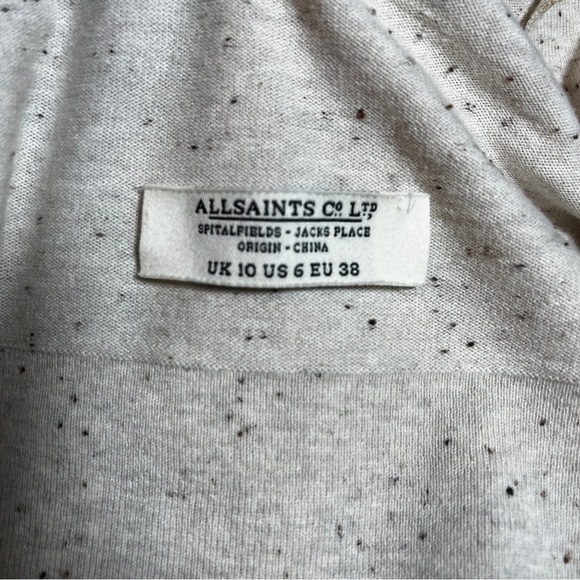 ALLSAINTS Cº LTD
SPITALFIELDS - JACKS PLACE
ORIGIN - CHINA
UK 10 US 6 EU 38